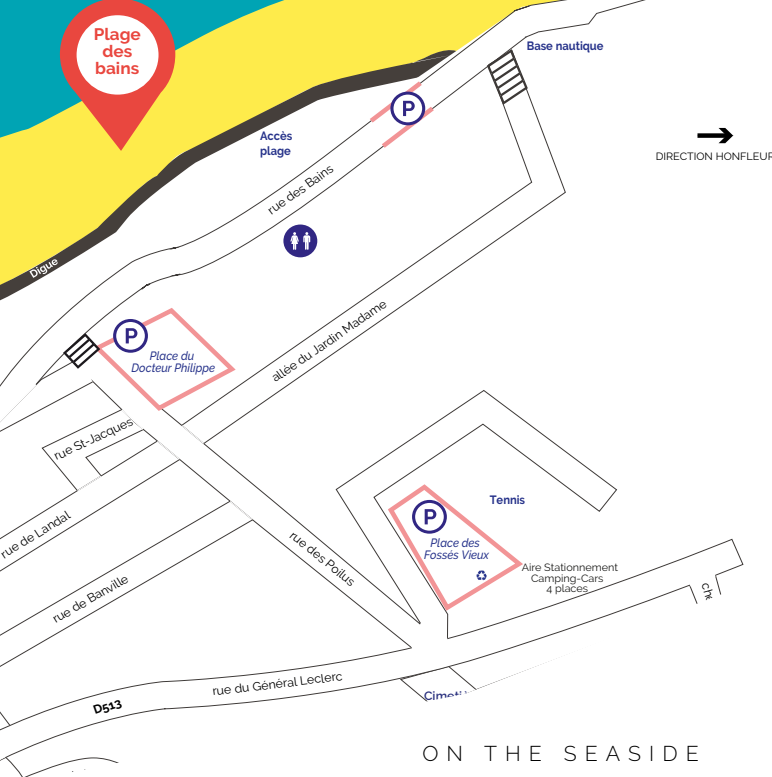 Plage
des
bains
Base nautique
P
Accès
plage
DIRECTION HONFLEUR
rue des Bains
Digue
P
Place du
Docteur Philippe
allée du Jardin Madame
rue St-Jacques
Tennis
P
rue de Landal
Place des
Fossés Vieux
rue des Poilus
Aire Stationnement
Camping-Cars
4 places
rue de Banville
rue du Général Leclerc
D513
ON THE SEASIDE